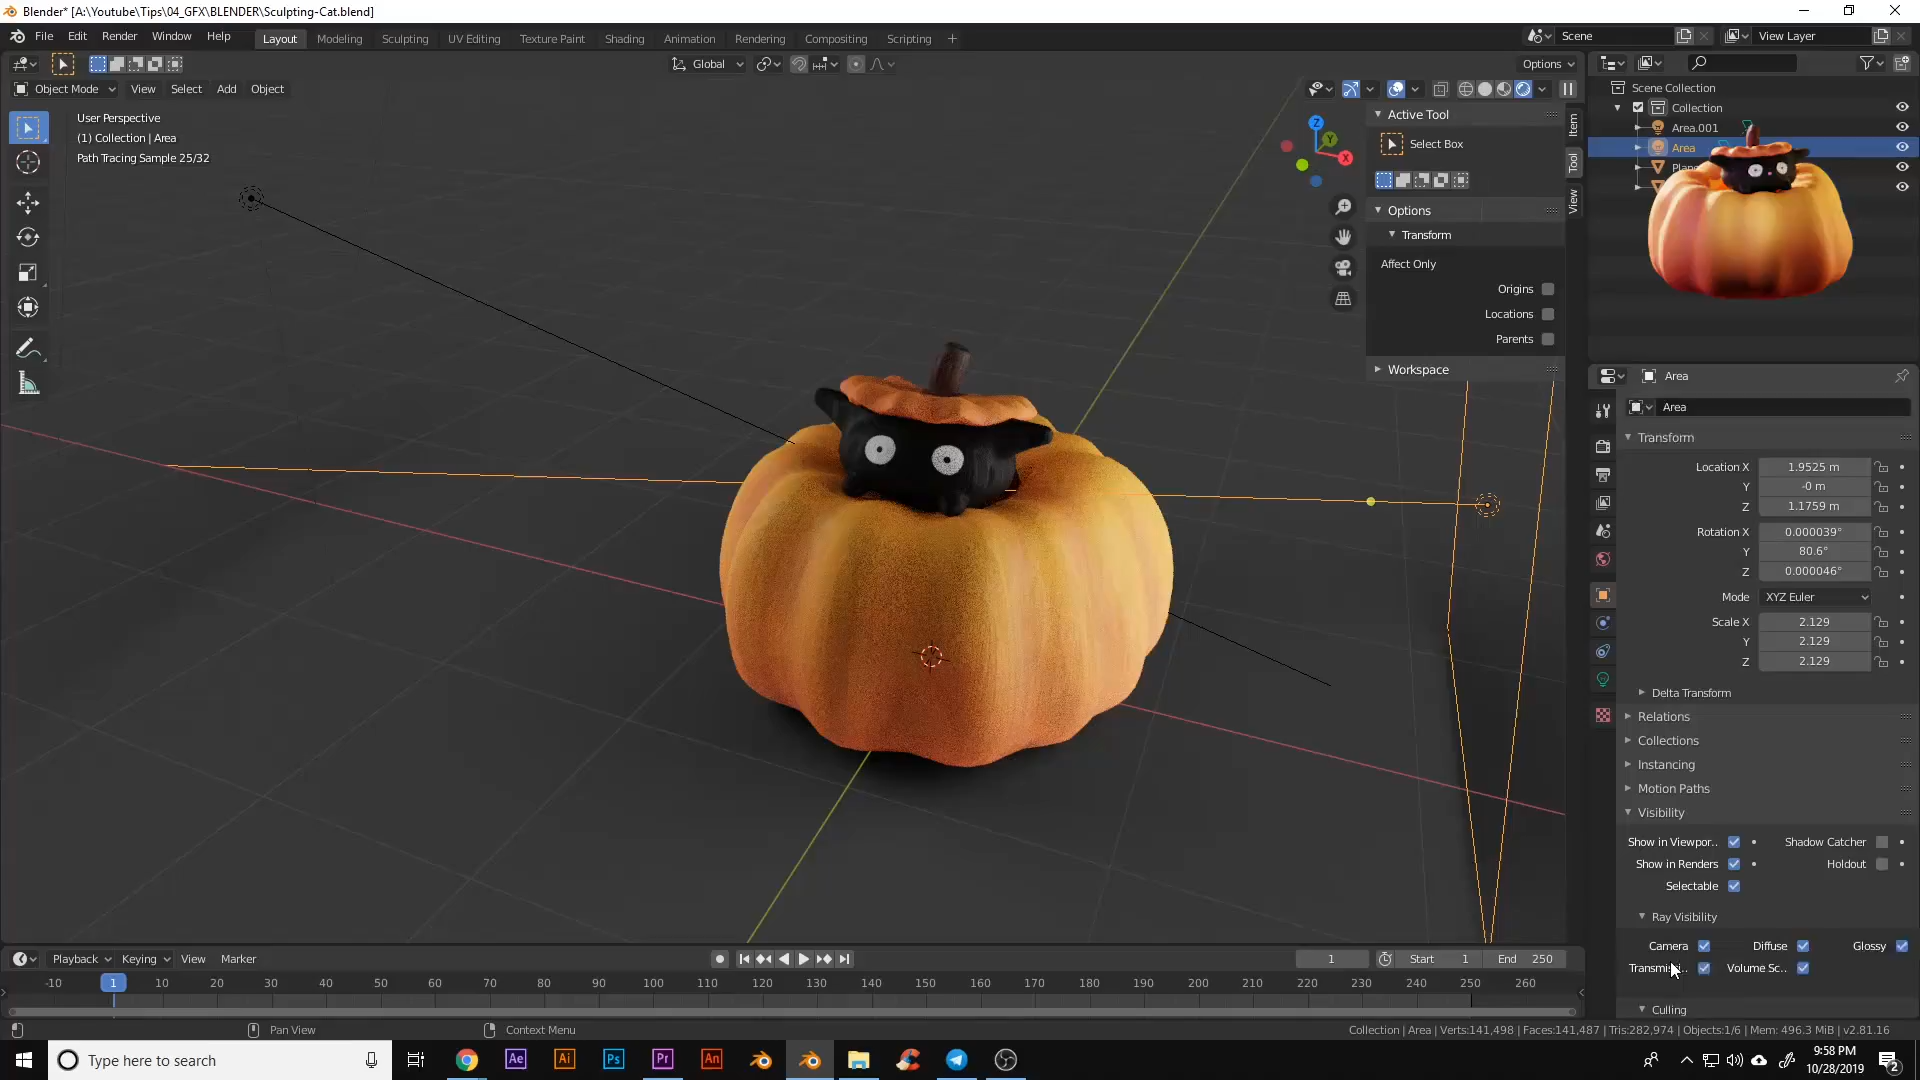 Blender* [A:\Youtube\Tips\04_GFX\BLENDER\Sculpting-Cat.blend]
File Edit Render Window Help Layout Modeling Sculpting UV Editing Texture Paint Shading Animation Rendering Compositing Scripting + Scene View Layer
Global Options
Object Mode View Select Add Object
User Perspective
(1) Collection | Area
Path Tracing Sample 25/32
Z
Y
X
Active Tool
Select Box
Options
Transform
Affect Only
Origins
Locations
Parents
Workspace
Item
Tool
View
Scene Collection
Collection
Area.001
Area
Area
Area
Transform
Location X 1.9525 m
Y -0 m
Z 1.1759 m
Rotation X 0.000039°
Y 80.6°
Z 0.000046°
Mode XYZ Euler
Scale X 2.129
Y 2.129
Z 2.129
Delta Transform
Relations
Collections
Instancing
Motion Paths
Visibility
Show in Viewpor.. Shadow Catcher
Show in Renders Holdout
Selectable
Ray Visibility
Camera Diffuse Glossy
Volume Sc..
Culling
Playback Keying View Marker 1 Start 1 End 250
-10 1 10 20 30 40 50 60 70 80 90 100 110 120 130 140 150 160 170 180 190 200 210 220 230 240 250 260
Pan View Context Menu Collection | Area | Verts:141,498 | Faces:141,487 | Tris:282,974 | Objects:1/6 | Mem: 496.3 MiB | v2.81.16
Type here to search Ae Ai Ps Pr An
9:58 PM
10/28/2019
2